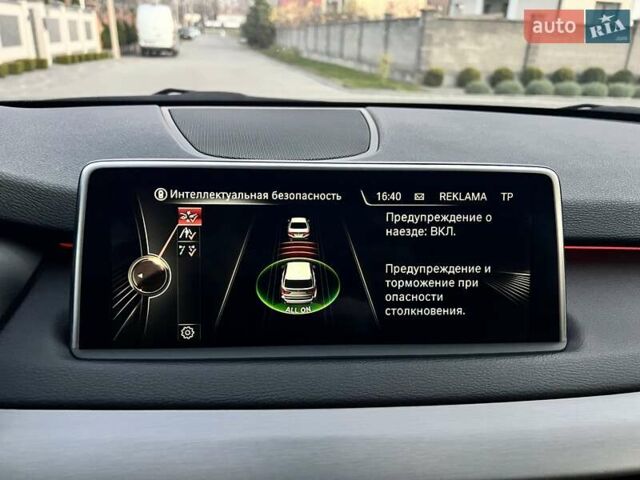 auto RIA
.com
Интеллектуальная безопасность
16:40 REKLAMA TP
Предупреждение о
наезде: ВКЛ.
Предупреждение и
торможение при
опасности
столкновения.
ALL ON